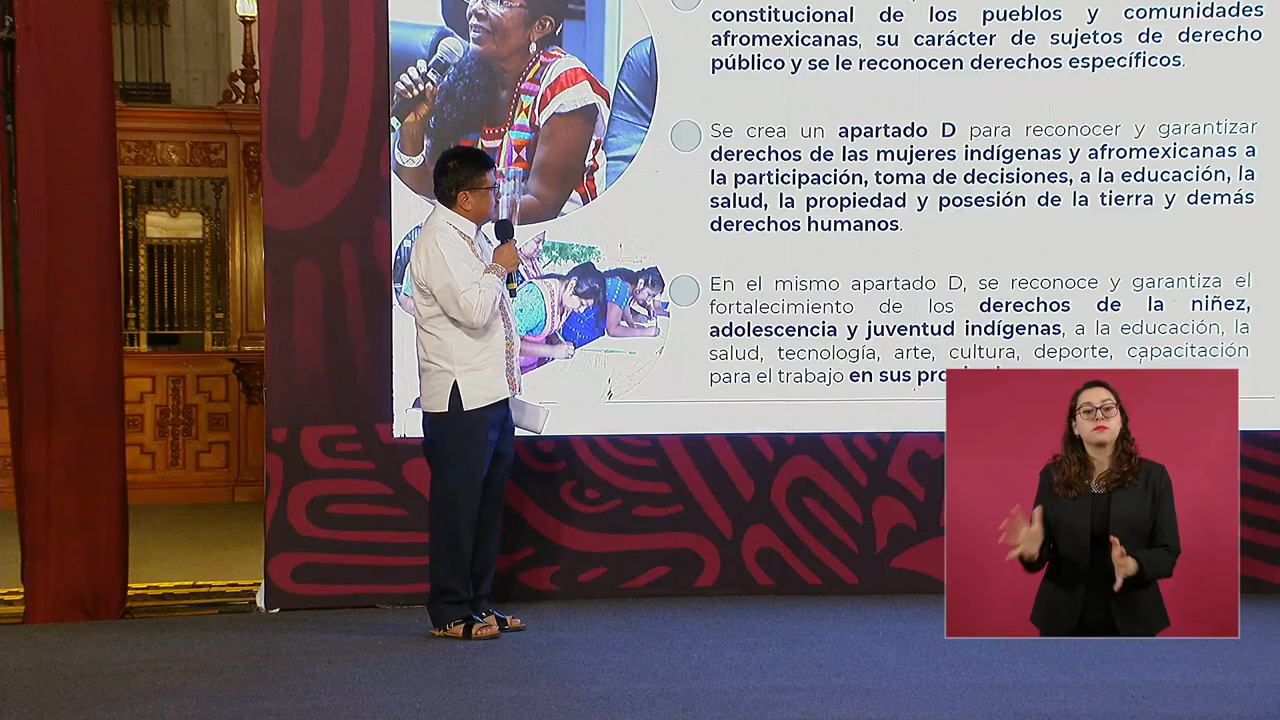 constitucional de los pueblos y comunidades
afromexicanas, su carácter de sujetos de derecho
público y se le reconocen derechos específicos.
Se crea un apartado D para reconocer y garantizar
derechos de las mujeres indígenas y afromexicanas a
la participación, toma de decisiones, a la educación, la
salud, la propiedad y posesión de la tierra y demás
derechos humanos.
En el mismo apartado D, se reconoce y garantiza el
fortalecimiento de los derechos de la niñez,
adolescencia y juventud indígenas, a la educación, la
salud, tecnología, arte, cultura, deporte, capacitación
para el trabajo en sus